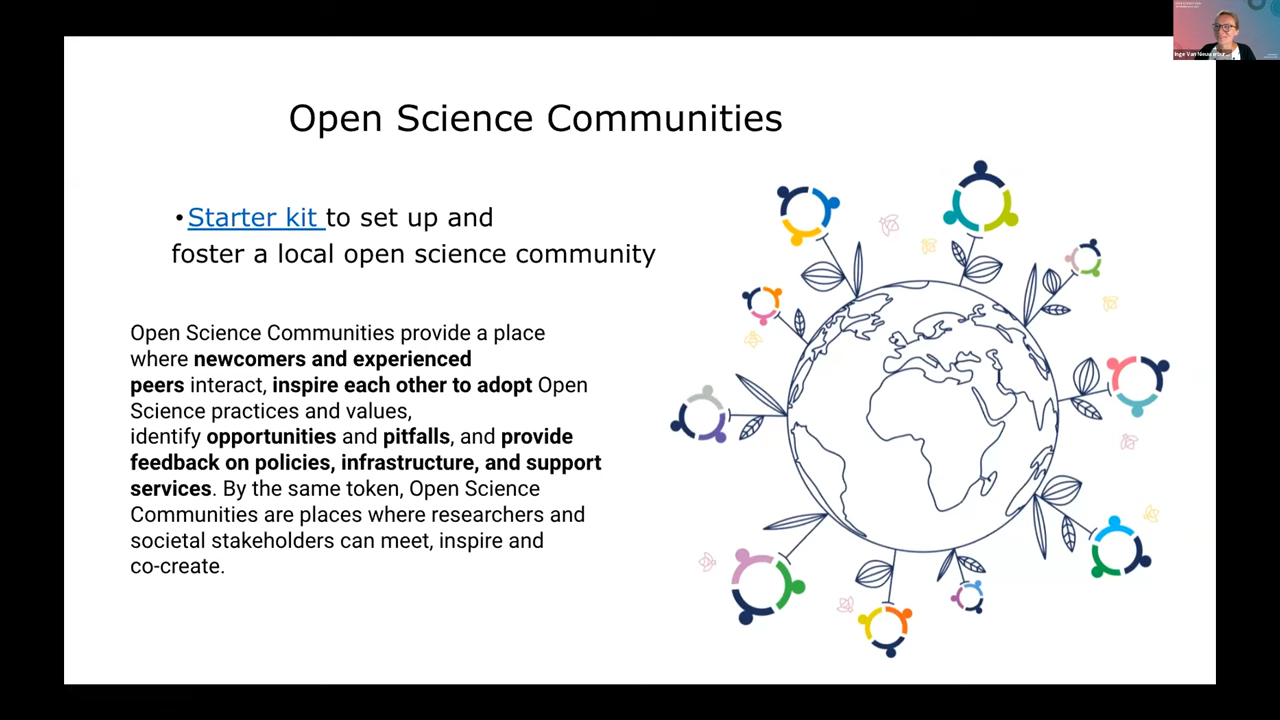 Open Science Communities
•Starter kit to set up and
foster a local open science community
Open Science Communities provide a place
where newcomers and experienced
peers interact, inspire each other to adopt Open
Science practices and values,
identify opportunities and pitfalls, and provide
feedback on policies, infrastructure, and support
services. By the same token, Open Science
Communities are places where researchers and
societal stakeholders can meet, inspire and
co-create.
Inge Van